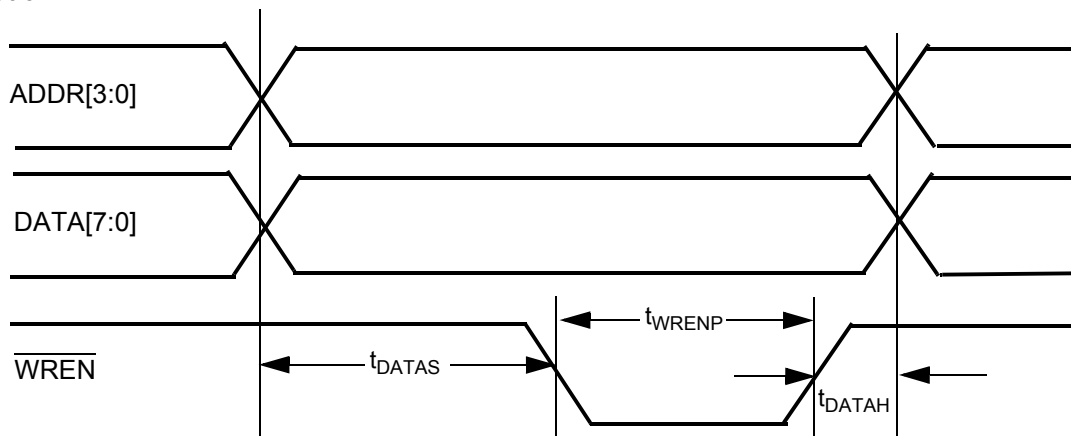 ADDR[3:0]
DATA[7:0]
tWRENP
WREN
tDATAS
tDATAH